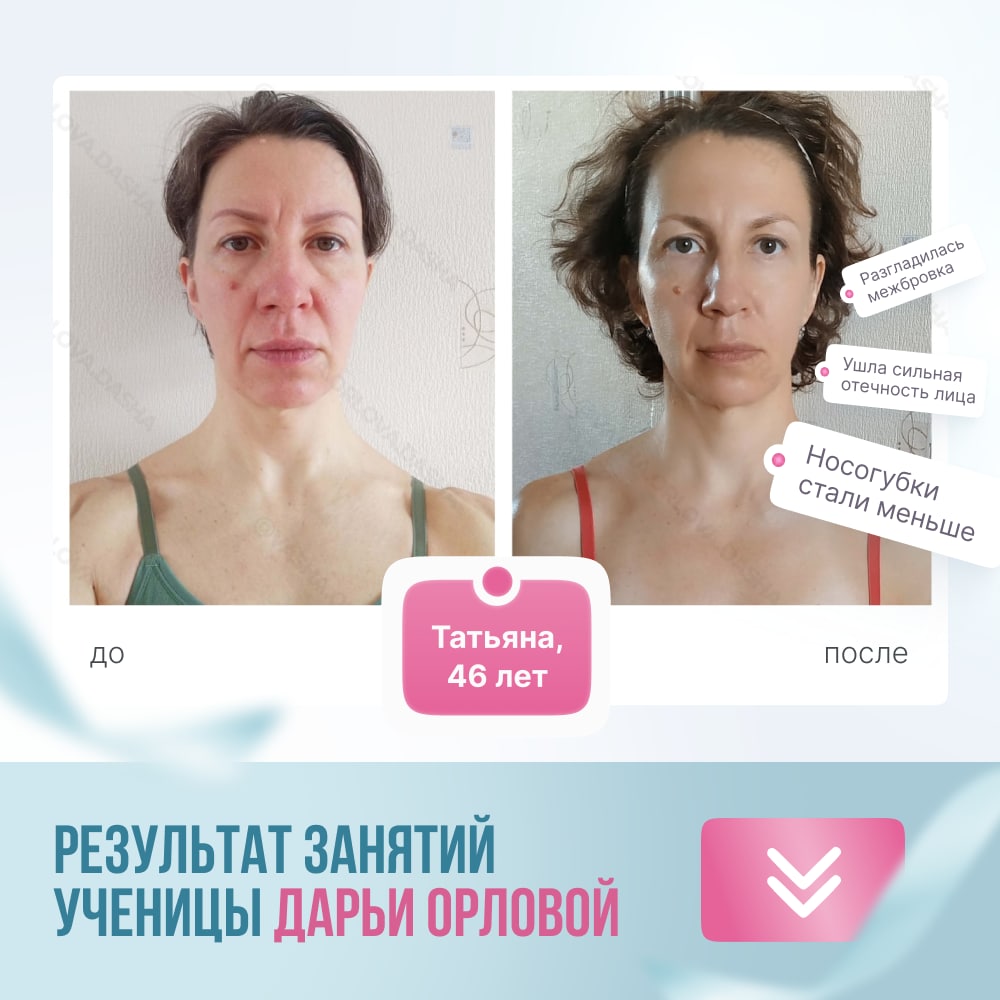 Разгладилась
межбровка
Ушла сильная
отечность лица
Носогубки
стали меньше
до
после
Татьяна,
46 лет
РЕЗУЛЬТАТ ЗАНЯТИЙ
УЧЕНИЦЫ ДАРЬИ ОРЛОВОЙ